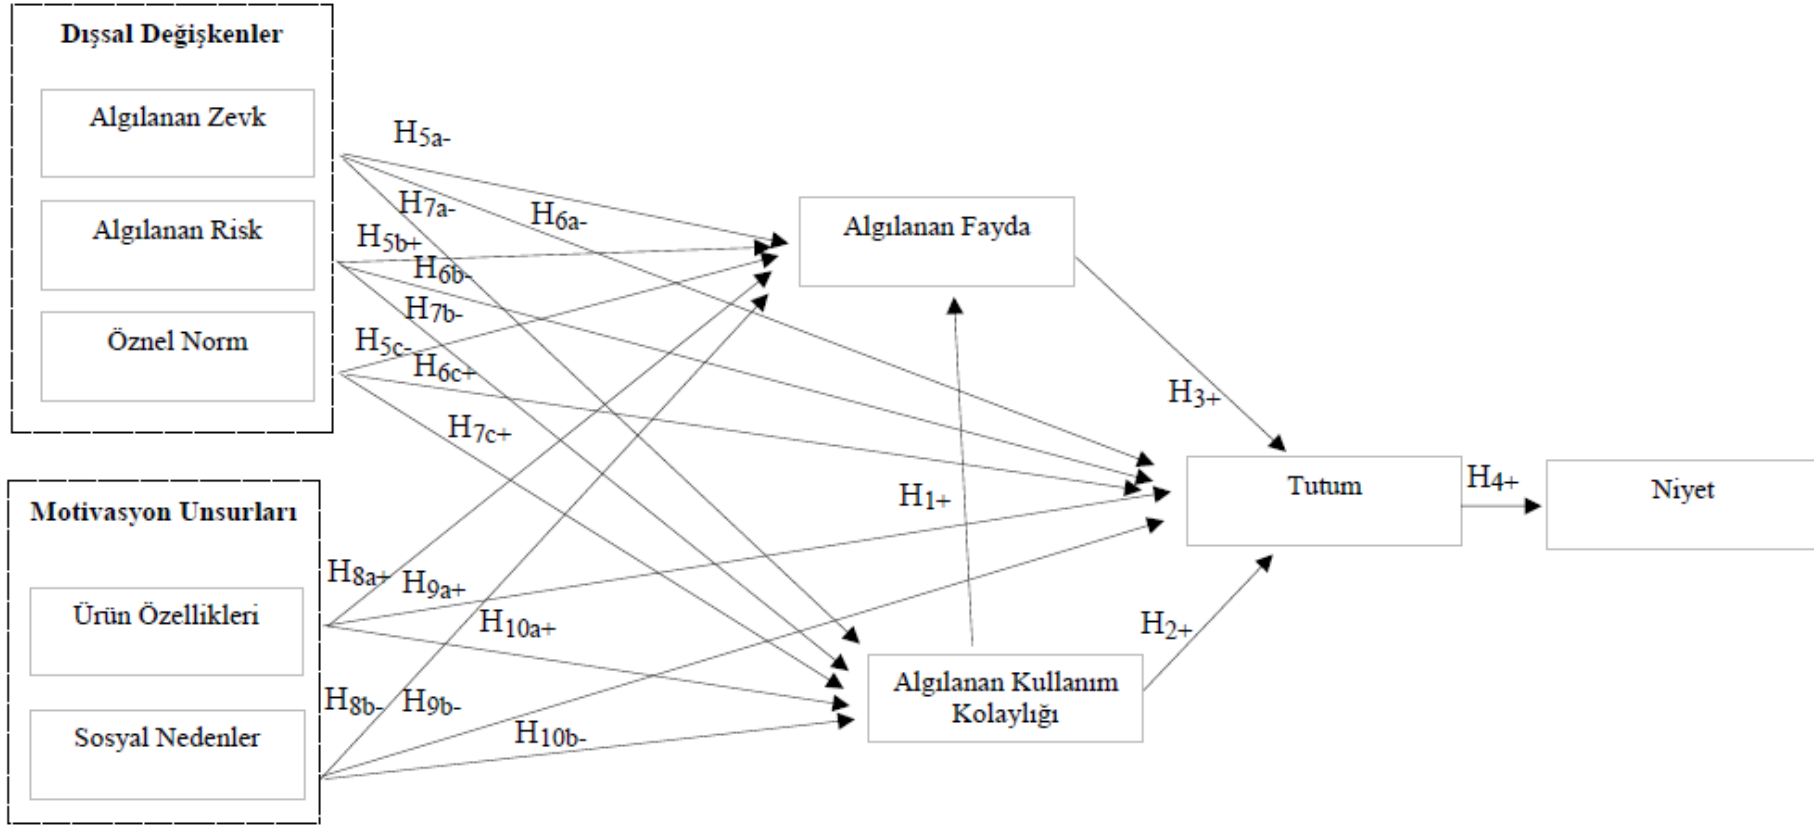 Dışsal Değişkenler
Algılanan Zevk
Algılanan Risk
Öznel Norm
H5a-
H7a-
H6a-
H5b+
H6b-
H7b-
H5c-
H6c+
H7c+
Algılanan Fayda
H3+
H1+
Tutum
H4+
Niyet
H2+
Algılanan Kullanım
Kolaylığı
Motivasyon Unsurları
Ürün Özellikleri
Sosyal Nedenler
H8a+
H9a+
H10a+
H8b-
H9b-
H10b-